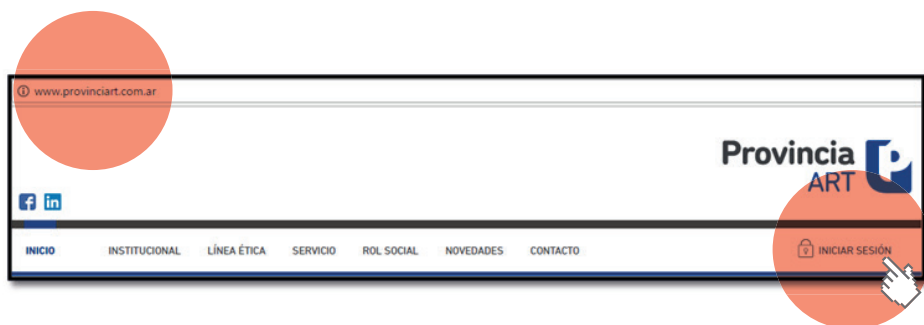 www.provinciart.com.ar
Provincia
ART
INICIO INSTITUCIONAL LÍNEA ÉTICA SERVICIO ROL SOCIAL NOVEDADES CONTACTO INICIAR SESIÓN